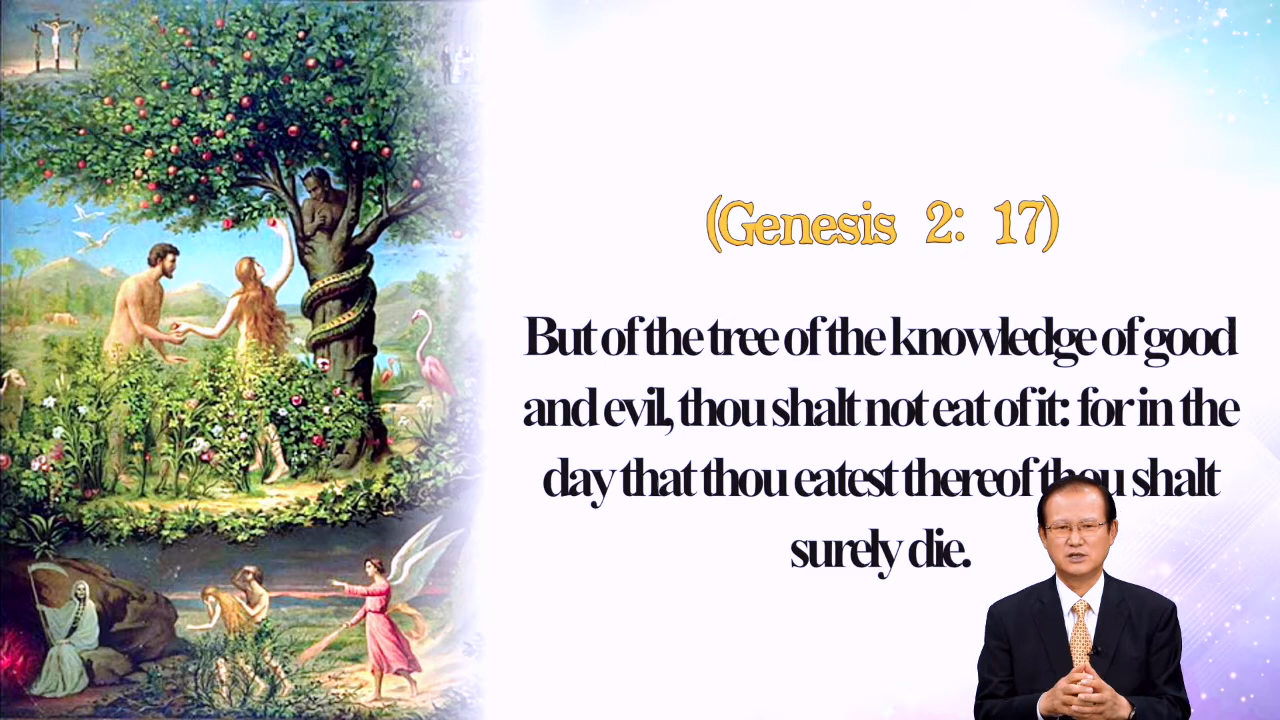 (Genesis 2: 17)
But of the tree of the knowledge of good
and evil, thou shalt not eat of it: for in the
day that thou eatest thereof thou shalt
surely die.